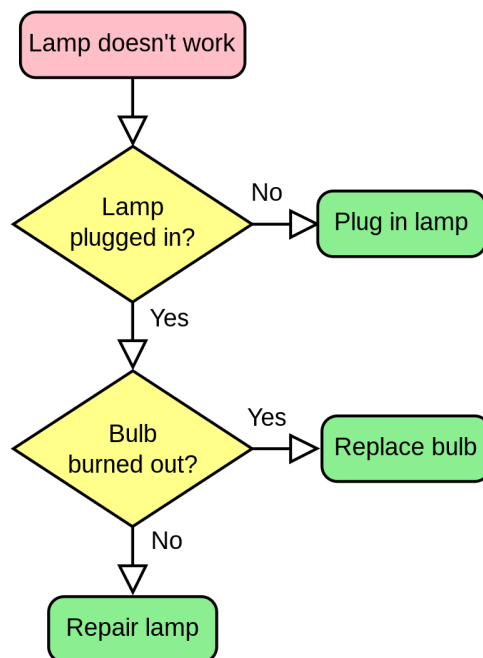 Lamp doesn't work
Lamp
plugged in?
No
Plug in lamp
Yes
Bulb
burned out?
Yes
Replace bulb
No
Repair lamp